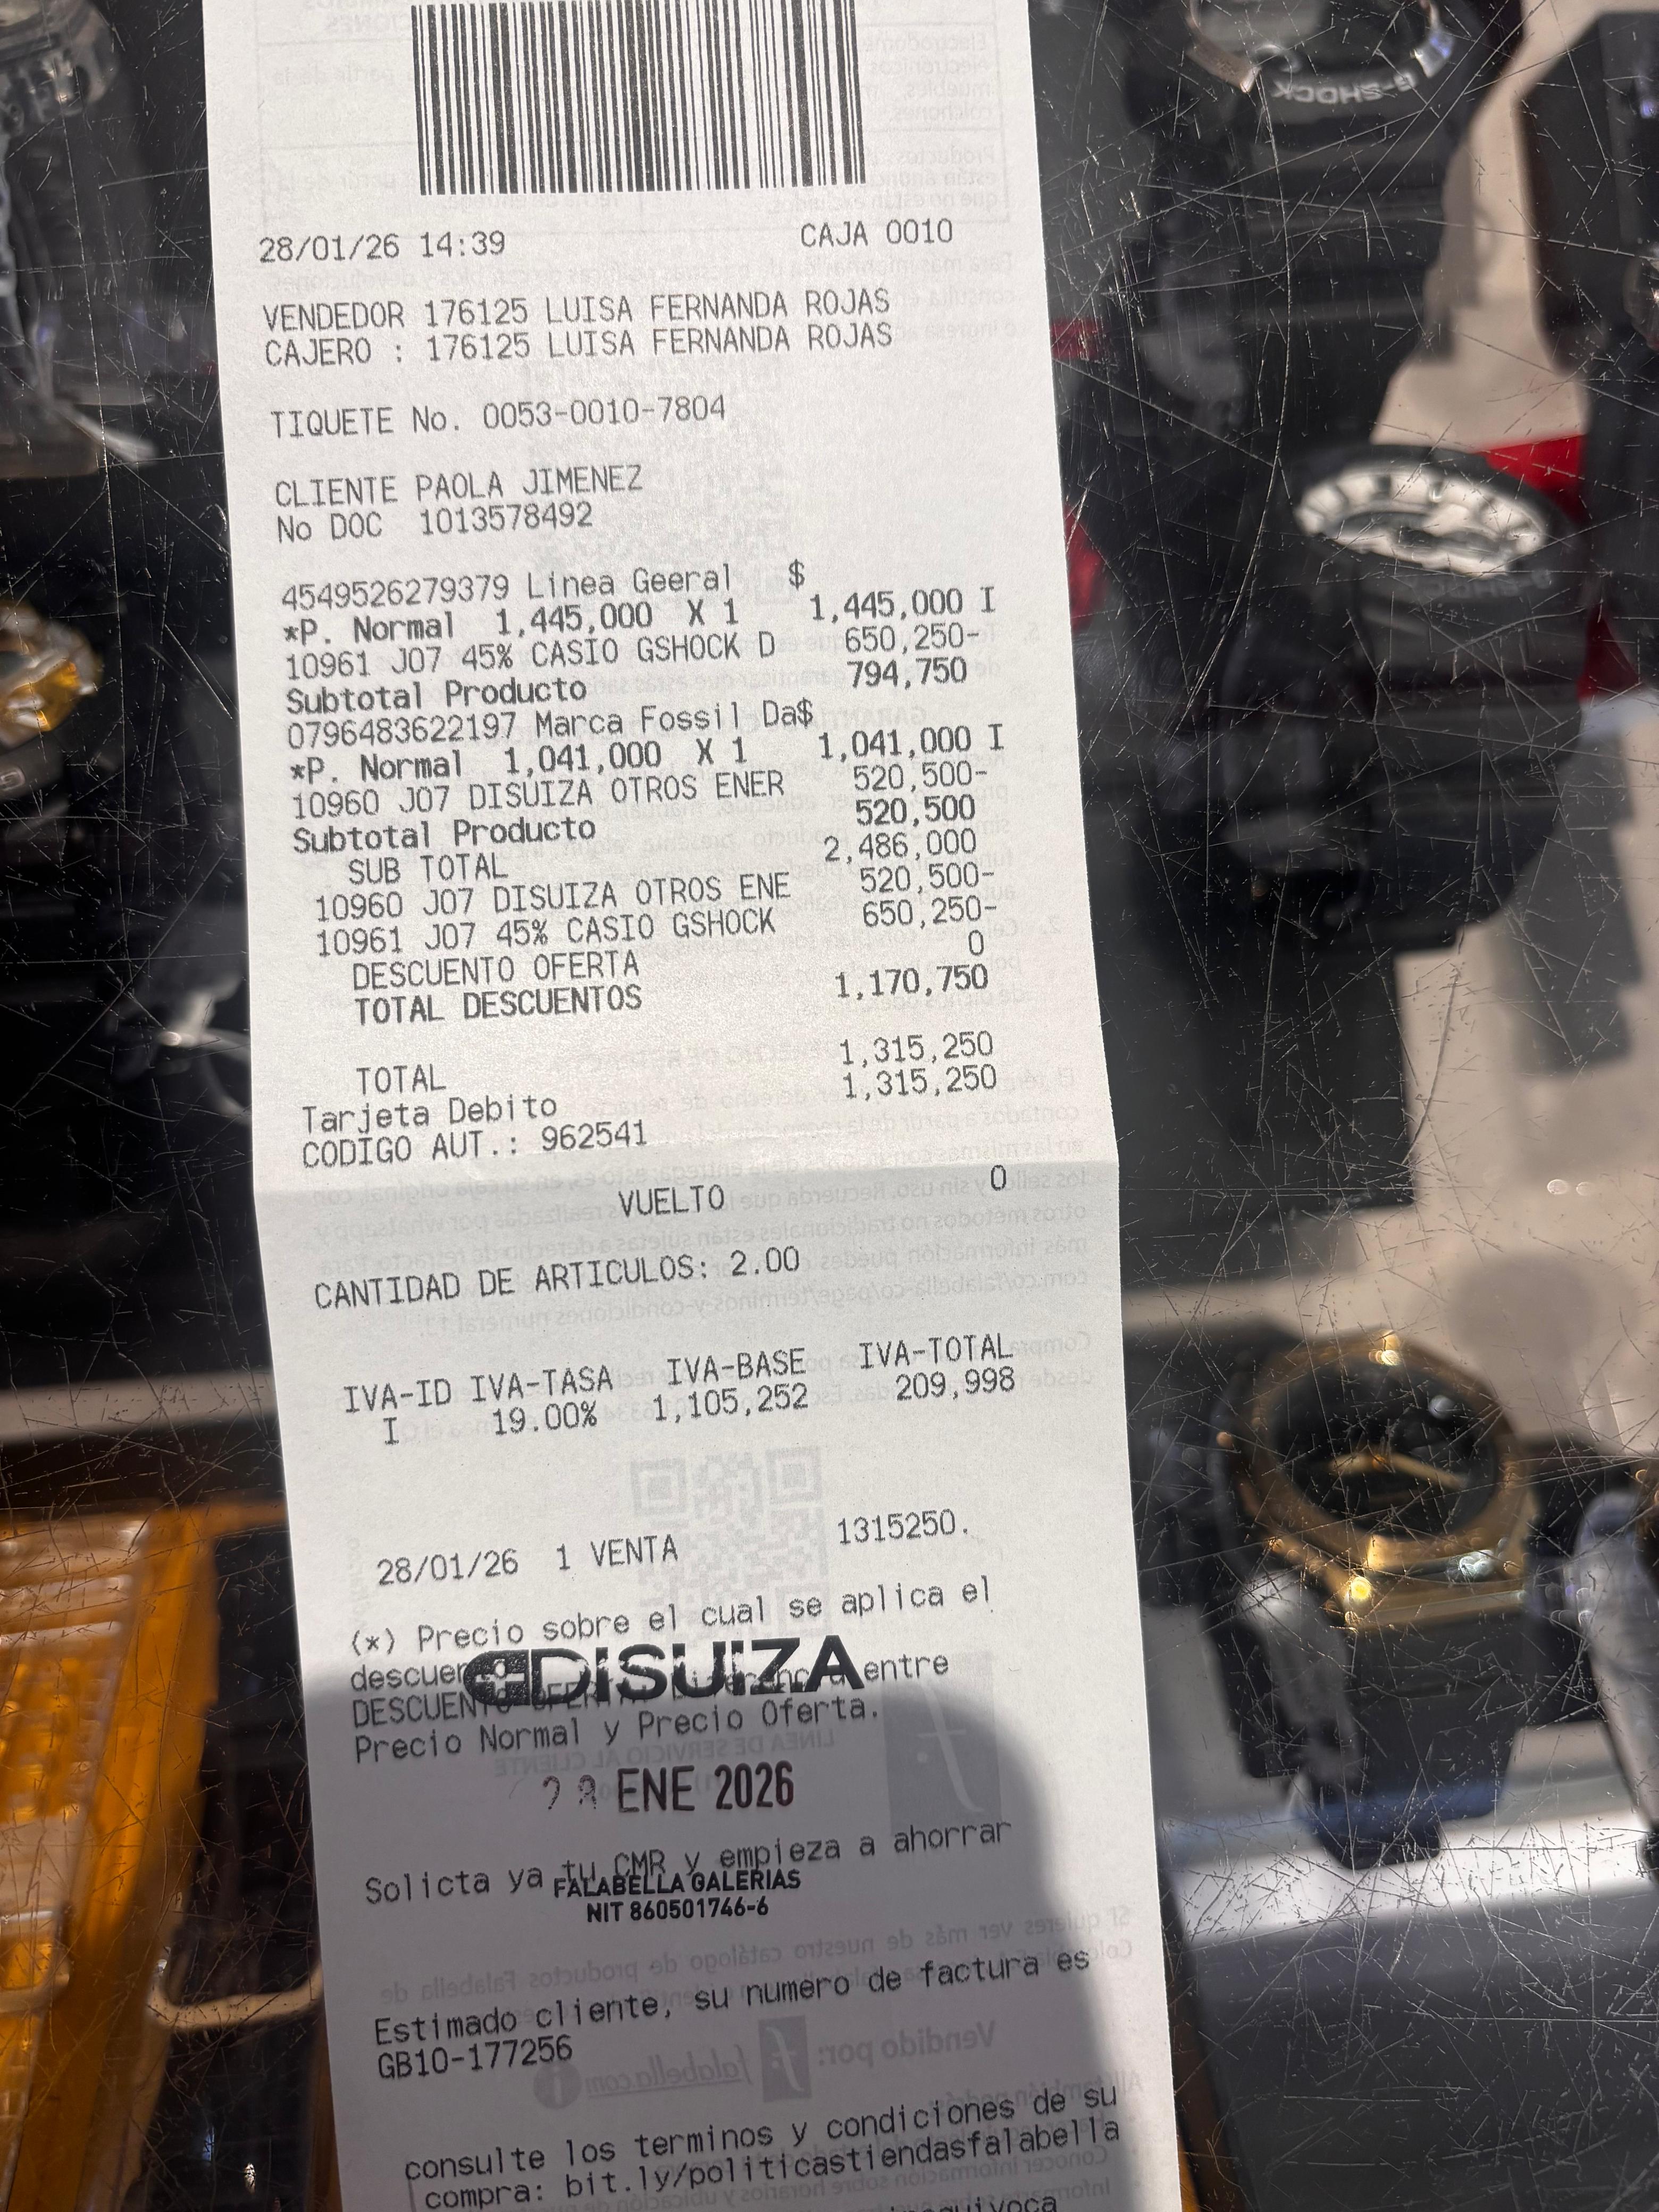 28/01/26 14:39 CAJA 0010
VENDEDOR 176125 LUISA FERNANDA ROJAS
CAJERO : 176125 LUISA FERNANDA ROJAS
TIQUETE No. 0053-0010-7804
CLIENTE PAOLA JIMENEZ
No DOC 1013578492
4549526279379 Linea Geeral $
*P. Normal 1,445,000 X 1 1,445,000 I
10961 J07 45% CASIO GSHOCK D 650,250-
Subtotal Producto 794,750
0796483622197 Marca Fossil Da$
*P. Normal 1,041,000 X 1 1,041,000 I
10960 J07 DISUIZA OTROS ENER 520,500-
Subtotal Producto 520,500
SUB TOTAL 2,486,000
10960 J07 DISUIZA OTROS ENE 520,500-
10961 J07 45% CASIO GSHOCK 650,250-
DESCUENTO OFERTA 0
TOTAL DESCUENTOS 1,170,750
TOTAL 1,315,250
Tarjeta Debito 1,315,250
CODIGO AUT.: 962541
VUELTO 0
CANTIDAD DE ARTICULOS: 2.00
IVA-ID IVA-TASA IVA-BASE IVA-TOTAL
I 19.00% 1,105,252 209,998
28/01/26 1 VENTA 1315250.
(*) Precio sobre el cual se aplica el
DISUIZA
entre
Precio Normal y Precio Oferta.
28 ENE 2026
Solicta ya tu CMR y empieza a ahorrar
FALABELLA GALERIAS
NIT 860501746-6
Estimado cliente, su numero de factura es
GB10-177256
consulte los terminos y condiciones de su
compra: bit.ly/politicastiendasfalabella
G-SHOCK